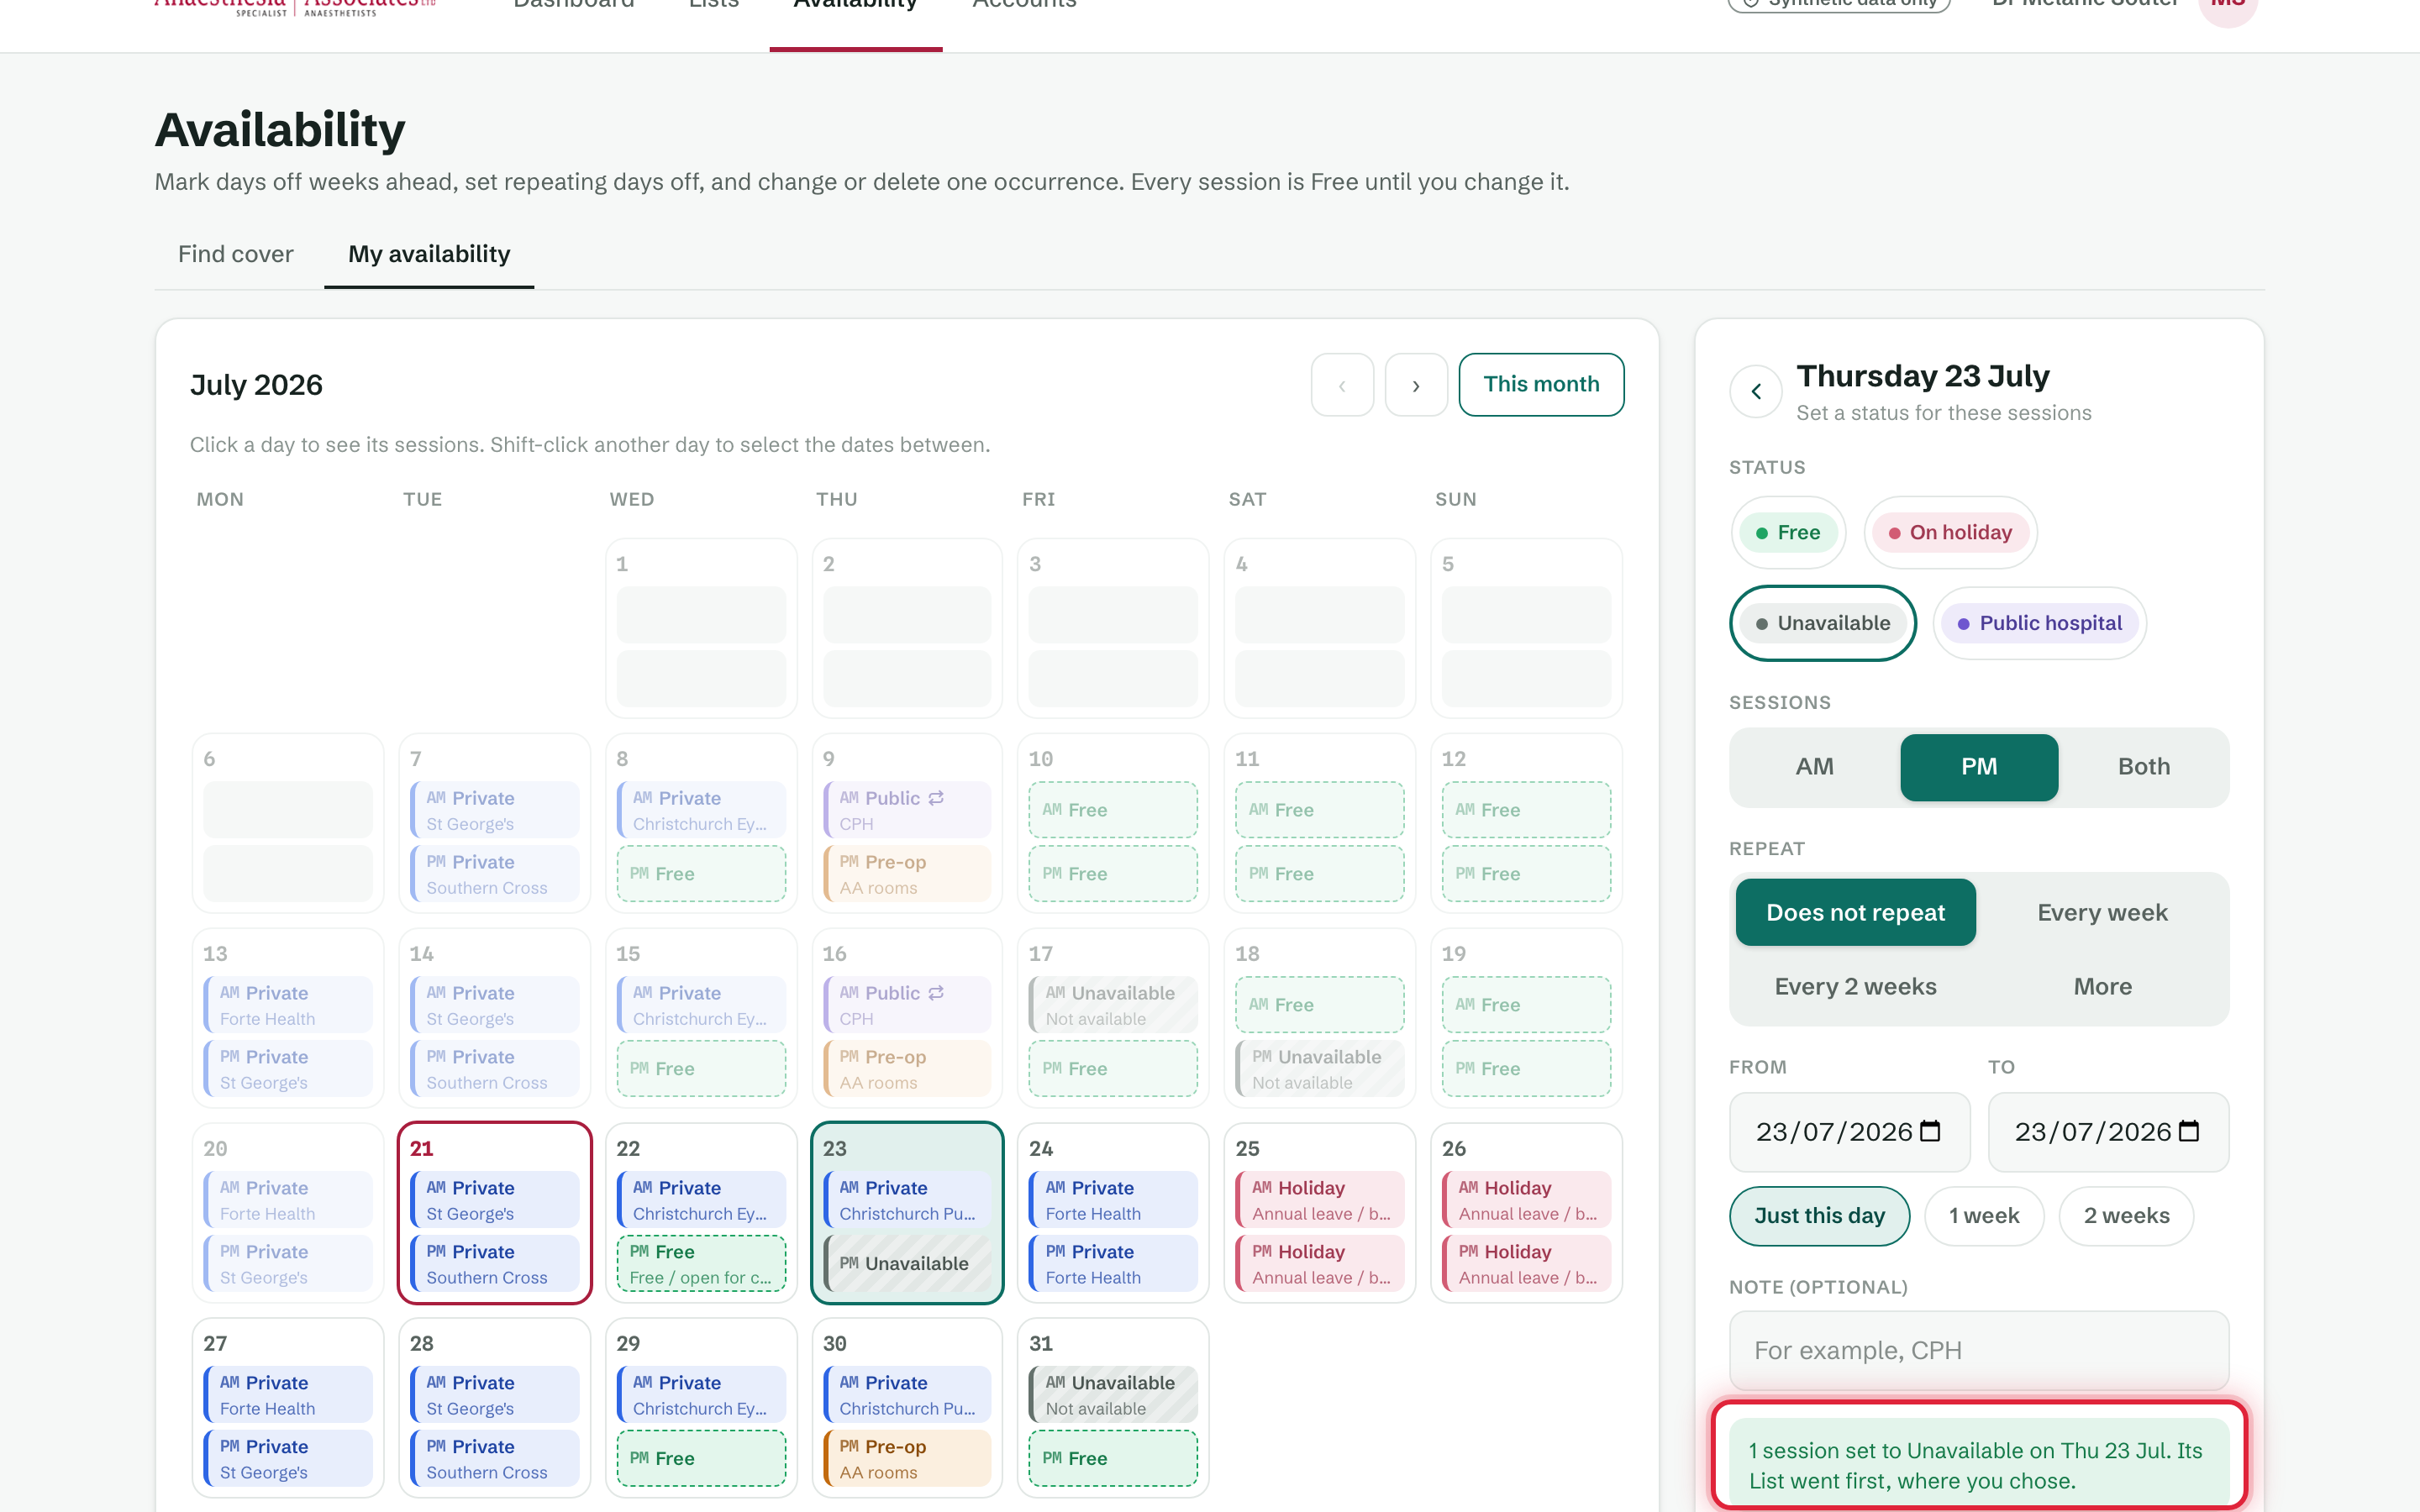 Anaesthesia | Associates LTD
SPECIALIST | ANAESTHETISTS
Dashboard
Lists
Availability
Accounts
Synthetic data only
Dr Melanie Souter
MS
Availability
Mark days off weeks ahead, set repeating days off, and change or delete one occurrence. Every session is Free until you change it.
Find cover
My availability
July 2026
‹
›
This month
Click a day to see its sessions. Shift-click another day to select the dates between.
MON TUE WED THU FRI SAT SUN
1
2
3
4
5
6
7
AM Private
St George's
PM Private
Southern Cross
8
AM Private
Christchurch Ey...
PM Free
9
AM Public
CPH
PM Pre-op
AA rooms
10
AM Free
PM Free
11
AM Free
PM Free
12
AM Free
PM Free
13
AM Private
Forte Health
PM Private
St George's
14
AM Private
St George's
PM Private
Southern Cross
15
AM Private
Christchurch Ey...
PM Free
16
AM Public
CPH
PM Pre-op
AA rooms
17
AM Unavailable
Not available
PM Free
18
AM Free
PM Unavailable
Not available
19
AM Free
PM Free
20
AM Private
Forte Health
PM Private
St George's
21
AM Private
St George's
PM Private
Southern Cross
22
AM Private
Christchurch Ey...
PM Free
Free / open for c...
23
AM Private
Christchurch Pu...
PM Unavailable
24
AM Private
Forte Health
PM Private
Forte Health
25
AM Holiday
Annual leave / b...
PM Holiday
Annual leave / b...
26
AM Holiday
Annual leave / b...
PM Holiday
Annual leave / b...
27
AM Private
Forte Health
PM Private
St George's
28
AM Private
St George's
PM Private
Southern Cross
29
AM Private
Christchurch Ey...
PM Free
30
AM Private
Christchurch Pu...
PM Pre-op
AA rooms
31
AM Unavailable
Not available
PM Free
Thursday 23 July
Set a status for these sessions
STATUS
Free
On holiday
Unavailable
Public hospital
SESSIONS
AM
PM
Both
REPEAT
Does not repeat
Every week
Every 2 weeks
More
FROM
TO
23/07/2026
23/07/2026
Just this day
1 week
2 weeks
NOTE (OPTIONAL)
For example, CPH
1 session set to Unavailable on Thu 23 Jul. Its
List went first, where you chose.